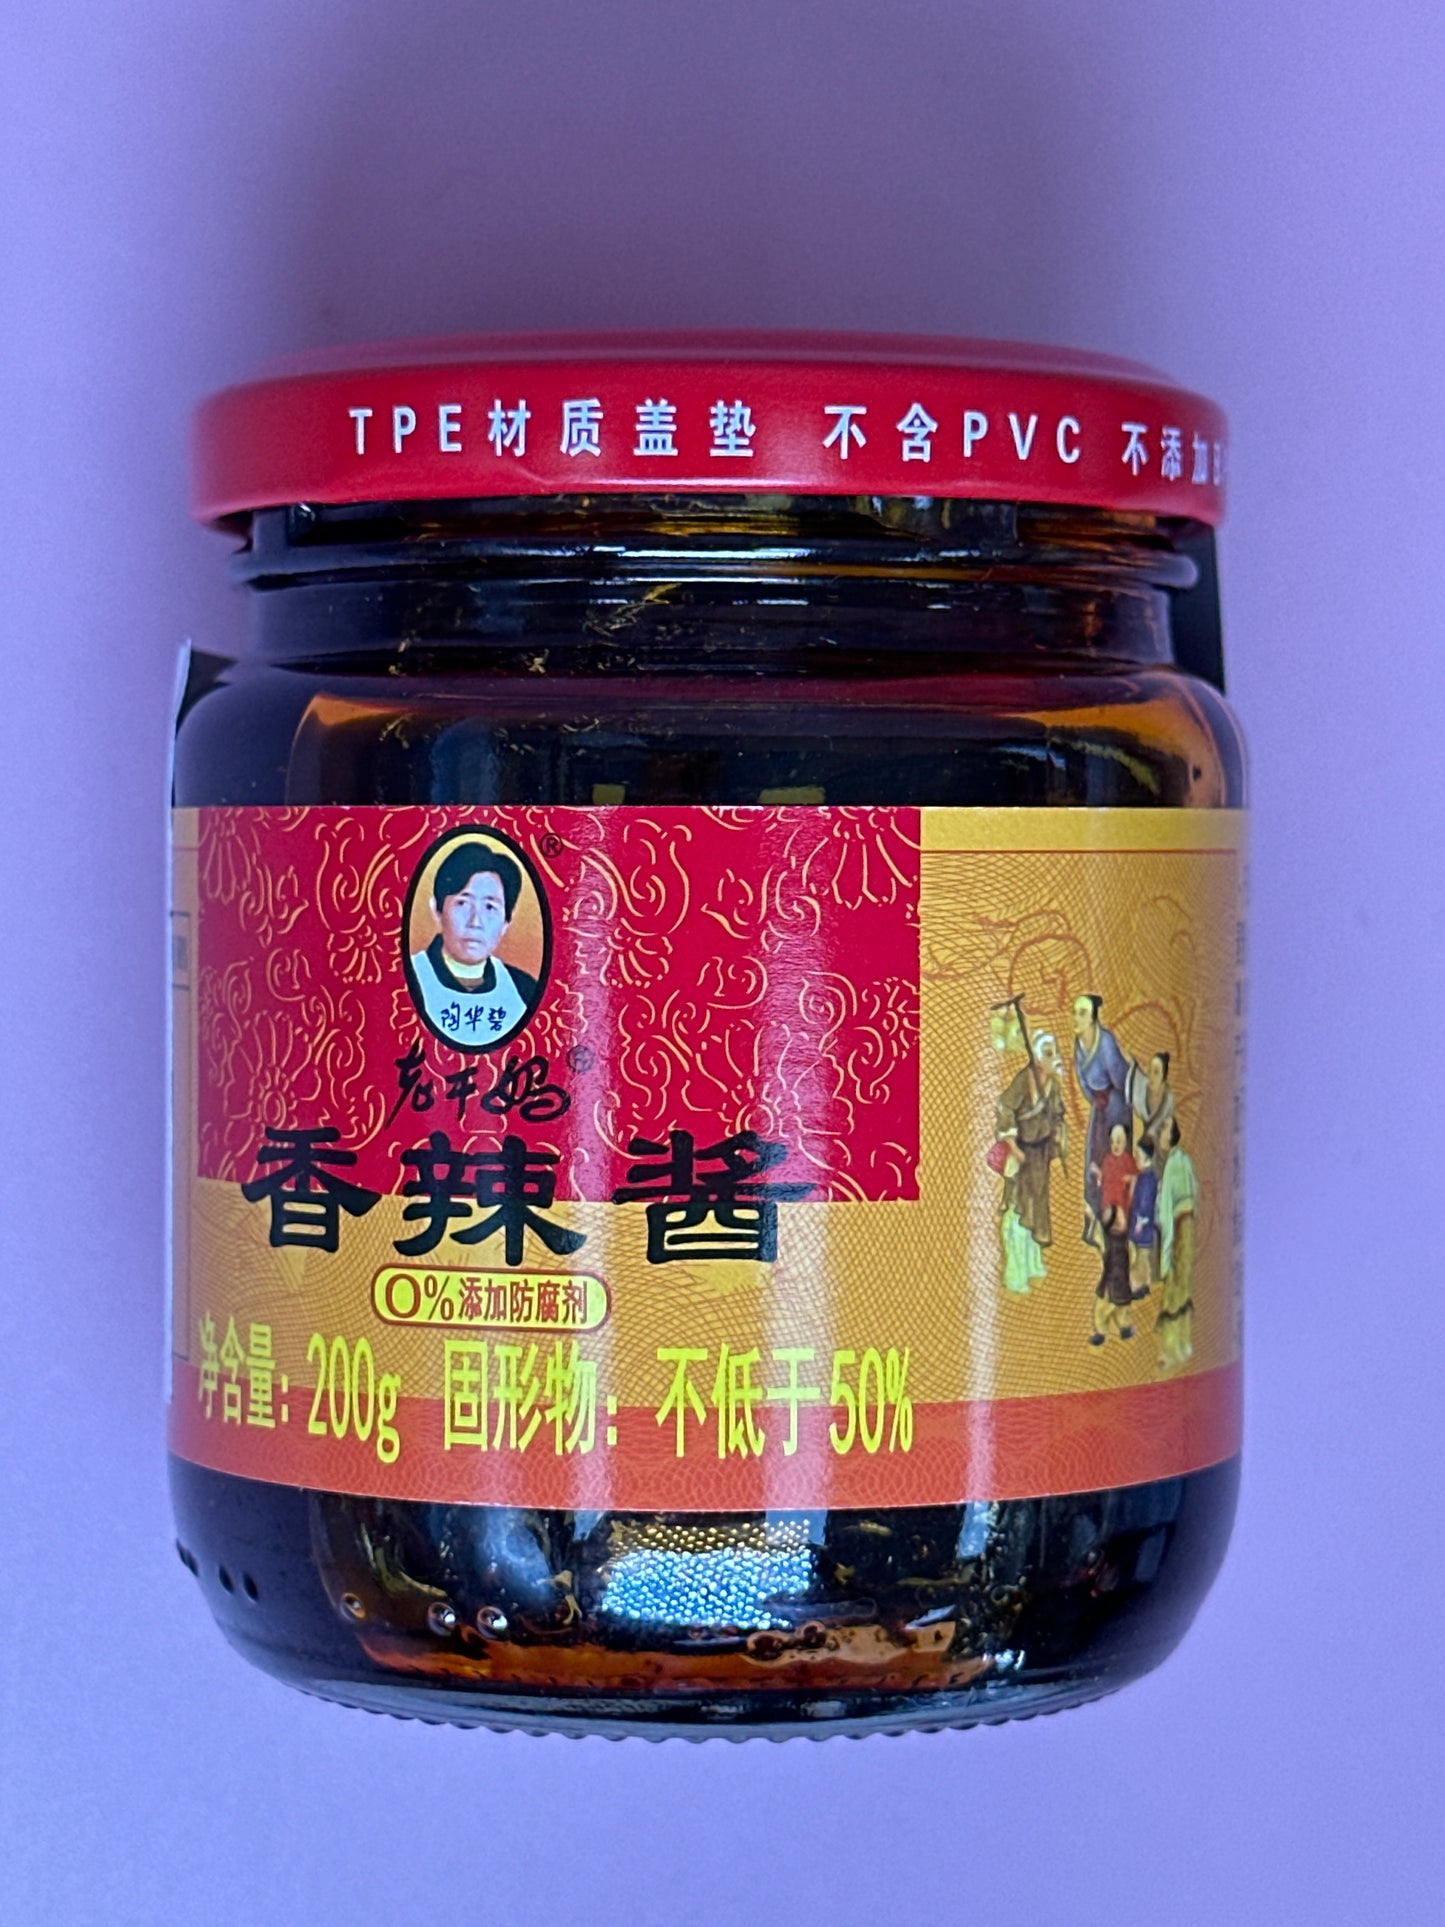 TPE材质盖垫 不含PVC 不添加
®
陶华碧
老干妈®
香辣酱
0%添加防腐剂
净含量：200g 固形物：不低于50%